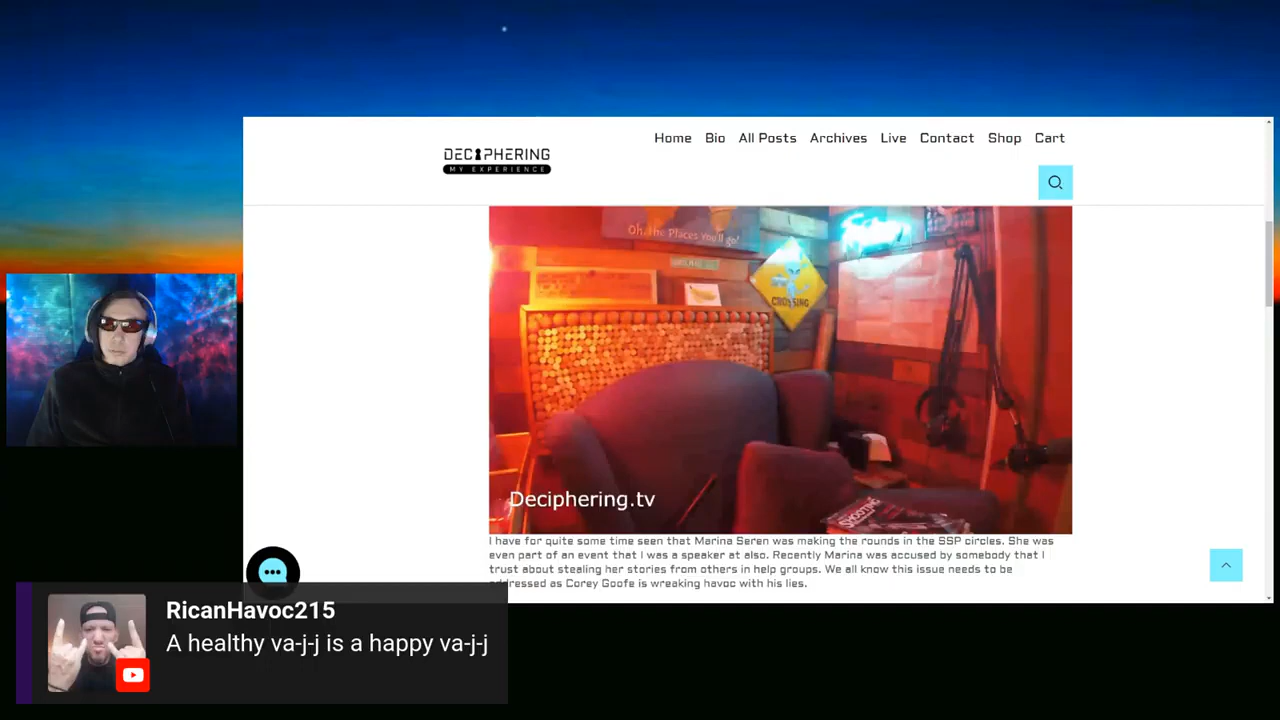 Home Bio All Posts Archives Live Contact Shop Cart
DECIPHERING
MY EXPERIENCE
Oh, the Places You'll go!
CROSSING
SHOOTING
Deciphering.tv
I have for quite some time seen that Marina Seren was making the rounds in the SSP circles. She was
even part of an event that I was a speaker at also. Recently Marina was accused by somebody that I
trust about stealing her stories from others in help groups. We all know this issue needs to be
addressed as Corey Goofe is wreaking havoc with his lies.
RicanHavoc215
A healthy va-j-j is a happy va-j-j